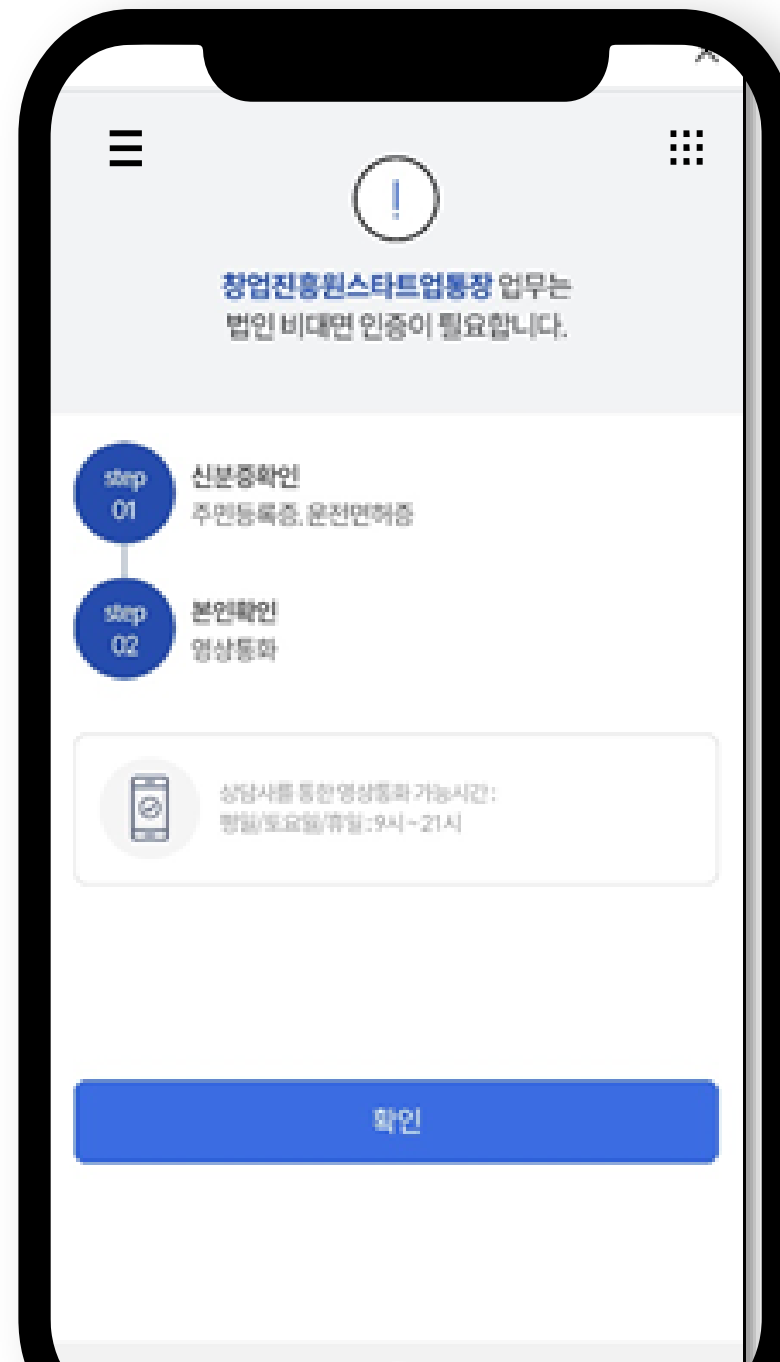 창업진흥원스타트업통장 업무는
법인 비대면 인증이 필요합니다.
step
01
신분증확인
주민등록증, 운전면허증
step
02
본인확인
영상통화
상담사를 통한 영상통화 가능시간 :
평일/토요일/휴일 : 9시 ~ 21시
확인